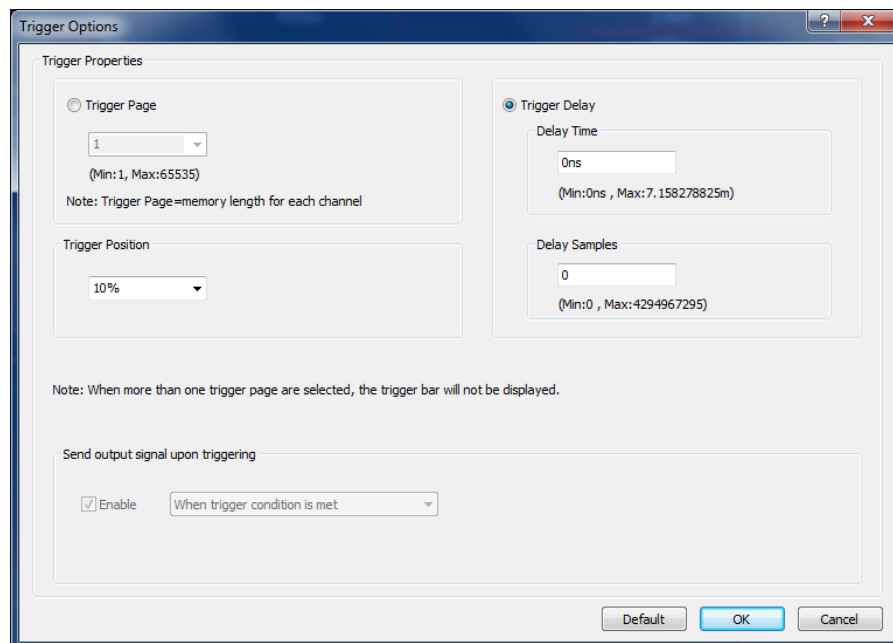 Trigger Options
Trigger Properties
Trigger Page
1
(Min:1, Max:65535)
Note: Trigger Page=memory length for each channel
Trigger Position
10%
Trigger Delay
Delay Time
0ns
(Min:0ns , Max:7.158278825m)
Delay Samples
0
(Min:0 , Max:4294967295)
Note: When more than one trigger page are selected, the trigger bar will not be displayed.
Send output signal upon triggering
Enable
When trigger condition is met
Default
OK
Cancel